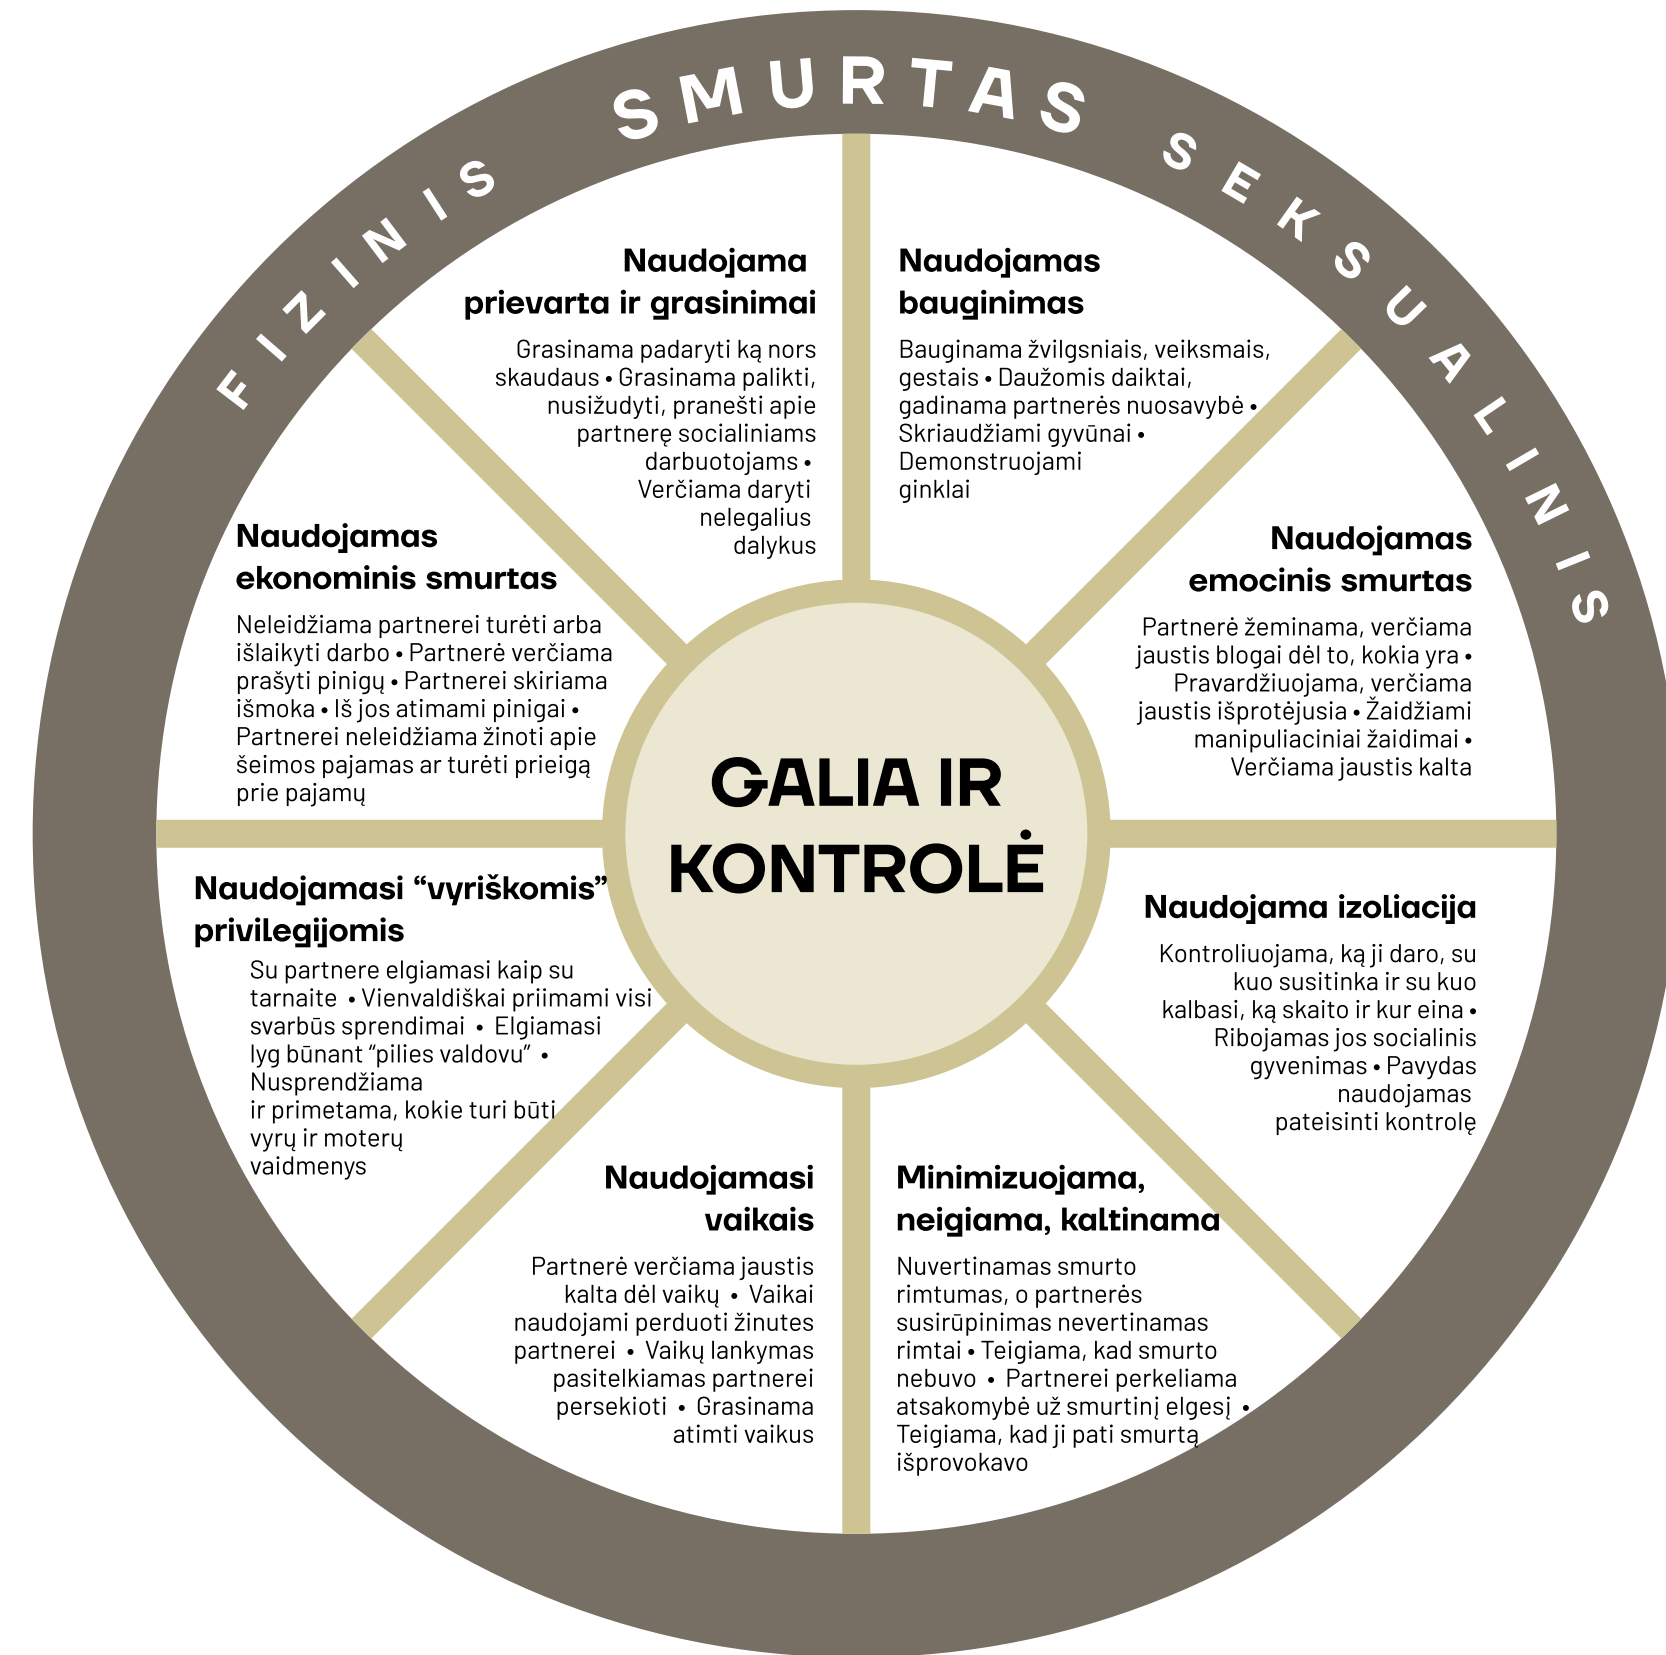 FIZINIS SMURTAS SEKSUALINIS
Naudojama
prievarta ir grasinimai
Grasinama padaryti ką nors
skaudaus • Grasinama palikti,
nusižudyti, pranešti apie
partnerę socialiniams
darbuotojams •
Verčiama daryti
nelegalius
dalykus
Naudojamas
bauginimas
Bauginama žvilgsniais, veiksmais,
gestais • Daužomis daiktai,
gadinama partnerės nuosavybė •
Skriaudžiami gyvūnai •
Demonstruojami
ginklai
Naudojamas
emocinis smurtas
Partnerė žeminama, verčiama
jaustis blogai dėl to, kokia yra •
Pravardžiuojama, verčiama
jaustis išprotėjusia • Žaidžiami
manipuliaciniai žaidimai •
Verčiama jaustis kalta
Naudojama izoliacija
Kontroliuojama, ką ji daro, su
kuo susitinka ir su kuo
kalbasi, ką skaito ir kur eina •
Ribojamas jos socialinis
gyvenimas • Pavydas
naudojamas
pateisinti kontrolę
Minimizuojama,
neigiama, kaltinama
Nuvertinamas smurto
rimtumas, o partnerės
susirūpinimas nevertinamas
rimtai • Teigiama, kad smurto
nebuvo • Partnerei perkeliama
atsakomybė už smurtinį elgesį •
Teigiama, kad ji pati smurtą
išprovokavo
Naudojamasi
vaikais
Partnerė verčiama jaustis
kalta dėl vaikų • Vaikai
naudojami perduoti žinutes
partnerei • Vaikų lankymas
pasitelkiamas partnerei
persekioti • Grasinama
atimti vaikus
Naudojamasi “vyriškomis”
privilegijomis
Su partnere elgiamasi kaip su
tarnaite • Vienvaldiškai priimami visi
svarbūs sprendimai • Elgiamasi
lyg būnant “pilies valdovu” •
Nusprendžiama
ir primetama, kokie turi būti
vyrų ir moterų
vaidmenys
Naudojamas
ekonominis smurtas
Neleidžiama partnerei turėti arba
išlaikyti darbo • Partnerė verčiama
prašyti pinigų • Partnerei skiriama
išmoka • Iš jos atimami pinigai •
Partnerei neleidžiama žinoti apie
šeimos pajamas ar turėti prieigą
prie pajamų
GALIA IR
KONTROLĖ